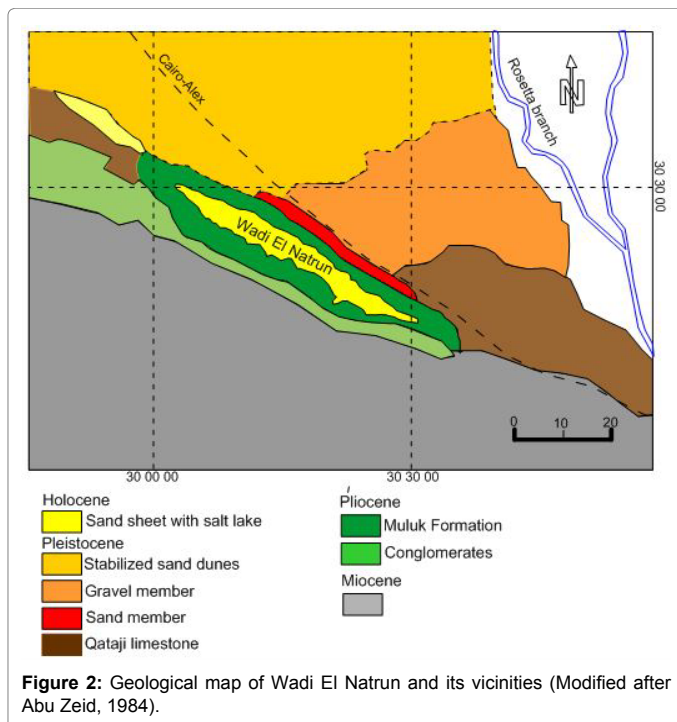 Cairo-Alex
Rosetta branch
N
30 30 00
Wadi El Natrun
0 10 20
30 00 00
30 30 00
Holocene
Sand sheet with salt lake
Pleistocene
Stabilized sand dunes
Gravel member
Sand member
Qataji limestone
Pliocene
Muluk Formation
Conglomerates
Miocene
Figure 2: Geological map of Wadi El Natrun and its vicinities (Modified after
Abu Zeid, 1984).